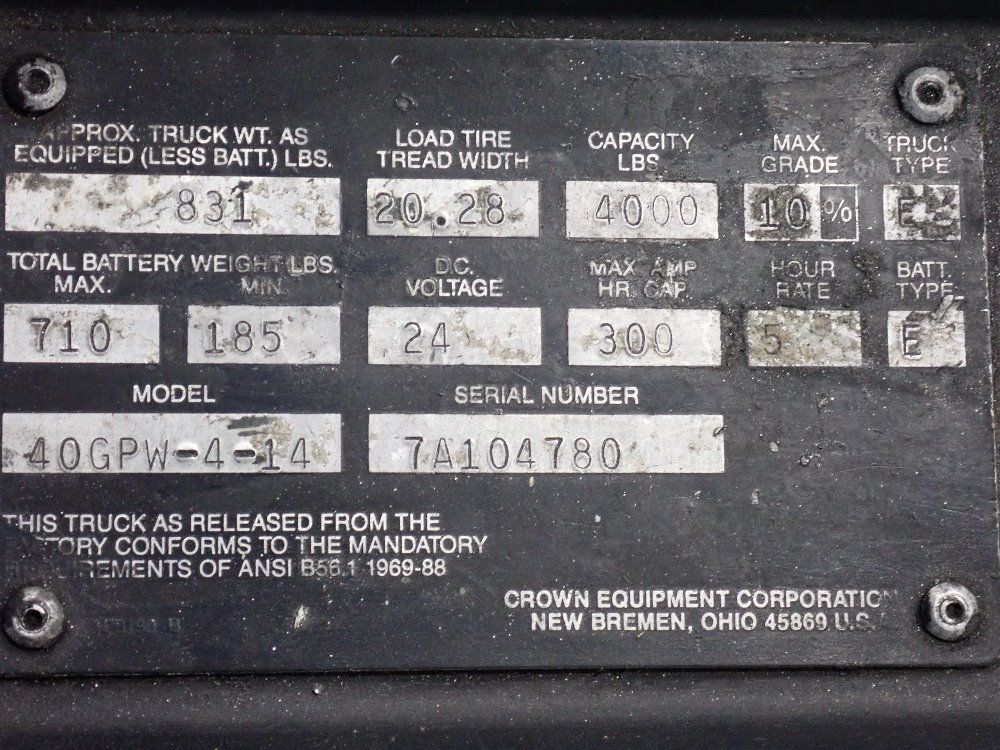 APPROX. TRUCK WT. AS
EQUIPPED (LESS BATT.) LBS.
831
LOAD TIRE
TREAD WIDTH
20.28
CAPACITY
LBS
4000
MAX.
GRADE
10 %
TRUCK
TYPE
E
TOTAL BATTERY WEIGHT LBS.
MAX. MIN.
710 185
D.C.
VOLTAGE
24
MAX AMP
HR. CAP.
300
HOUR
RATE
5
BATT.
TYPE
E
MODEL
40GPW-4-14
SERIAL NUMBER
7A104780
THIS TRUCK AS RELEASED FROM THE
FACTORY CONFORMS TO THE MANDATORY
REQUIREMENTS OF ANSI B56.1 1969-88
CROWN EQUIPMENT CORPORATION
NEW BREMEN, OHIO 45869 U.S.A